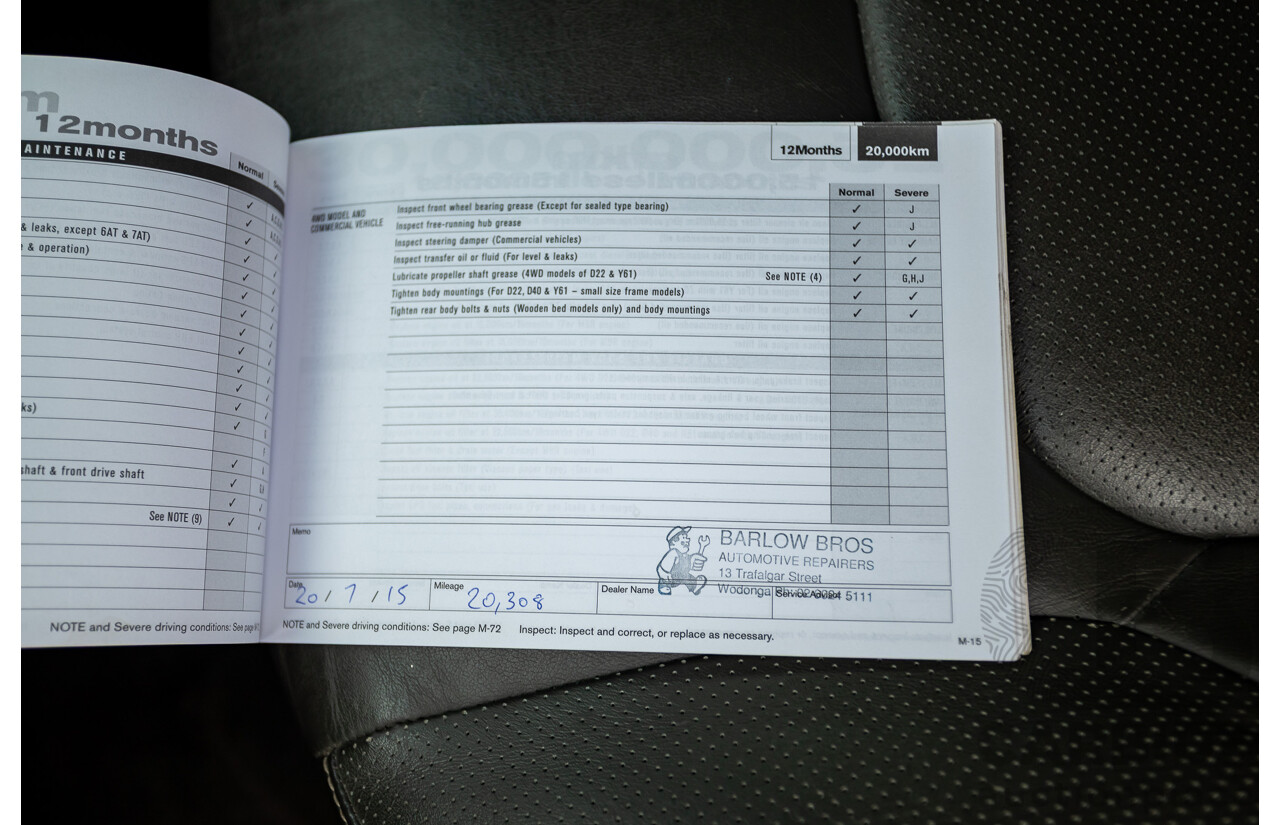 12months
AINTENANCE
Normal
& leaks, except 6AT & 7AT)
& operation)
ks)
shaft & front drive shaft
See NOTE (9)
NOTE and Severe driving conditions: See page
12Months 20,000km
Normal Severe
4WD MODEL AND
COMMERCIAL VEHICLE
Inspect front wheel bearing grease (Except for sealed type bearing) ✓ J
Inspect free-running hub grease ✓ J
Inspect steering damper (Commercial vehicles) ✓ ✓
Inspect transfer oil or fluid (For level & leaks) ✓ ✓
Lubricate propeller shaft grease (4WD models of D22 & Y61) See NOTE (4) ✓ G,H,J
Tighten body mountings (For D22, D40 & Y61 – small size frame models) ✓ ✓
Tighten rear body bolts & nuts (Wooden bed models only) and body mountings ✓ ✓
Memo
BARLOW BROS
AUTOMOTIVE REPAIRERS
13 Trafalgar Street
Wodonga 5111
Date 20/7/15 Mileage 20,308 Dealer Name Service Advisor
NOTE and Severe driving conditions: See page M-72 Inspect: Inspect and correct, or replace as necessary.
M-15